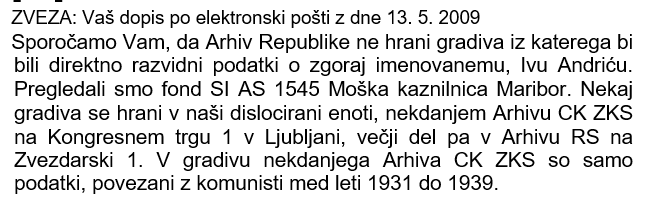 ZVEZA: Vaš dopis po elektronski pošti z dne 13. 5. 2009
Sporočamo Vam, da Arhiv Republike ne hrani gradiva iz katerega bi
bili direktno razvidni podatki o zgoraj imenovanemu, Ivu Andriću.
Pregledali smo fond SI AS 1545 Moška kaznilnica Maribor. Nekaj
gradiva se hrani v naši dislocirani enoti, nekdanjem Arhivu CK ZKS
na Kongresnem trgu 1 v Ljubljani, večji del pa v Arhivu RS na
Zvezdarski 1. V gradivu nekdanjega Arhiva CK ZKS so samo
podatki, povezani z komunisti med leti 1931 do 1939.